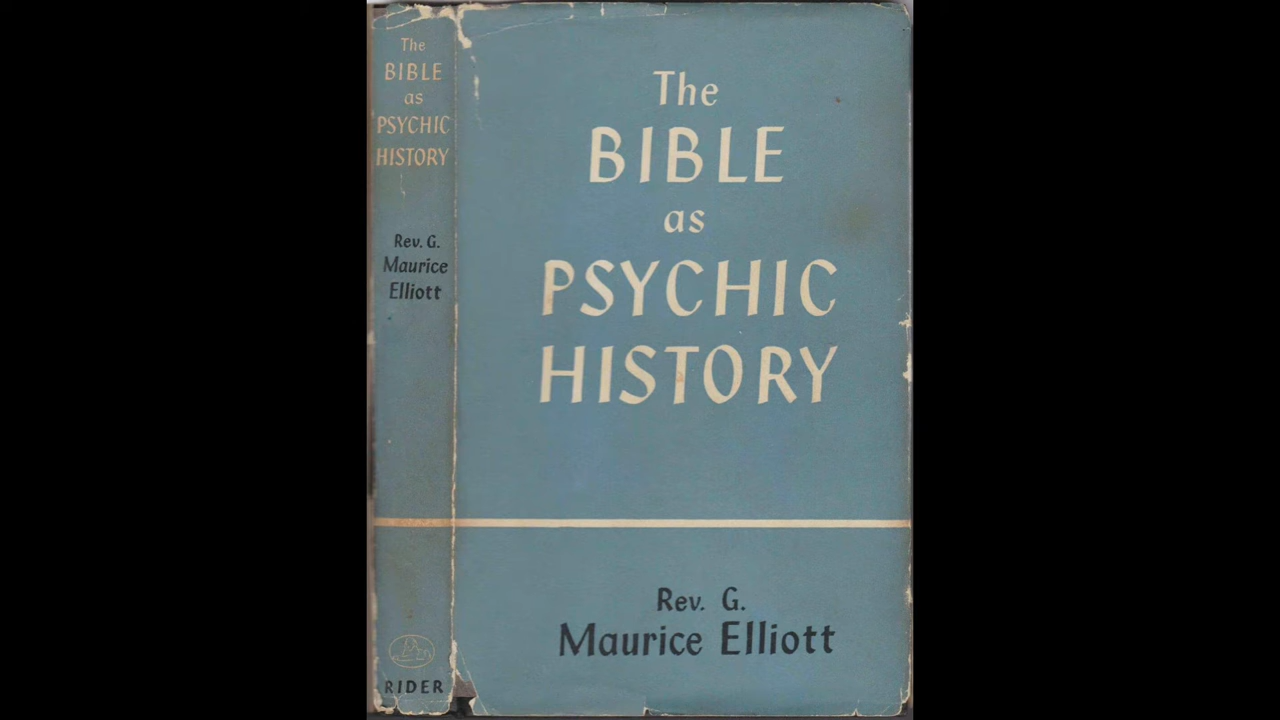 The
BIBLE
as
PSYCHIC
HISTORY
Rev. G.
Maurice
Elliott
RIDER
The
BIBLE
as
PSYCHIC
HISTORY
Rev. G.
Maurice Elliott